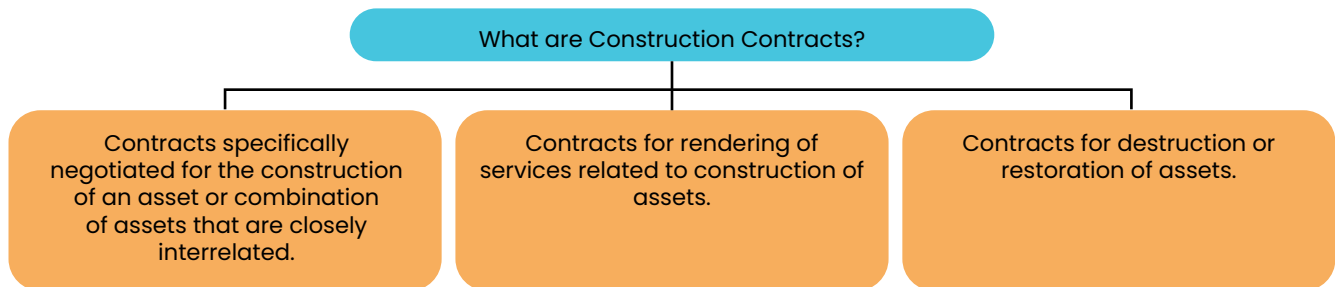 What are Construction Contracts?
Contracts specifically
negotiated for the construction
of an asset or combination
of assets that are closely
interrelated.
Contracts for rendering of
services related to construction of
assets.
Contracts for destruction or
restoration of assets.